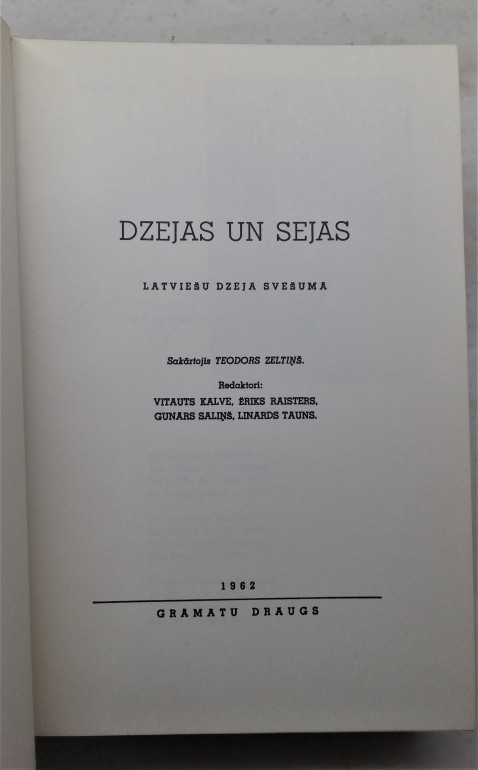 DZEJAS UN SEJAS
LATVIEŠU DZEJA SVEŠUMA
Sakārtojis TEODORS ZELTIŅŠ.
Redaktori:
VITAUTS KALVE, ĒRIKS RAISTERS,
GUNARS SALIŅŠ, LINARDS TAUNS.
1962
GRAMATU DRAUGS